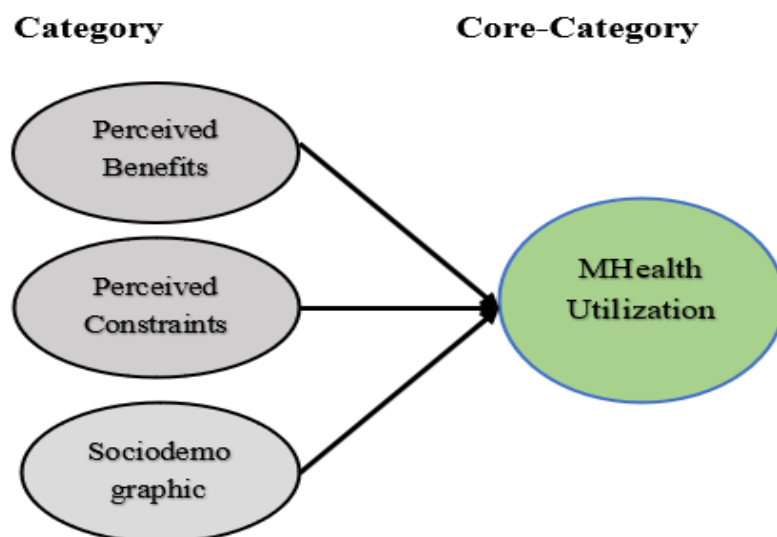 Category
Core-Category
Perceived
Benefits
Perceived
Constraints
Sociodemo
graphic
MHealth
Utilization